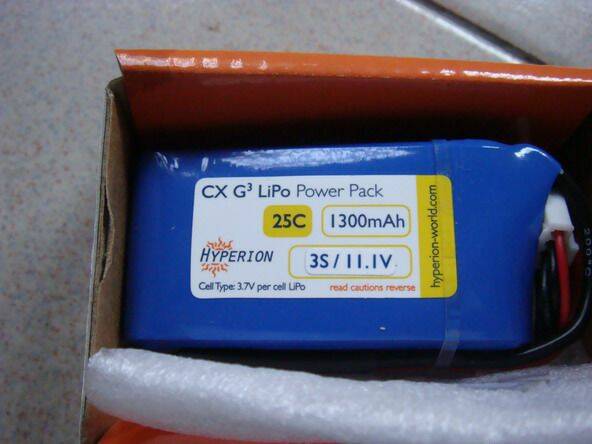 CX G³ LiPo Power Pack
25C
1300mAh
HYPERION
3S / 11.1V
Cell Type: 3.7V per cell LiPo
read cautions reverse
hyperion-world.com